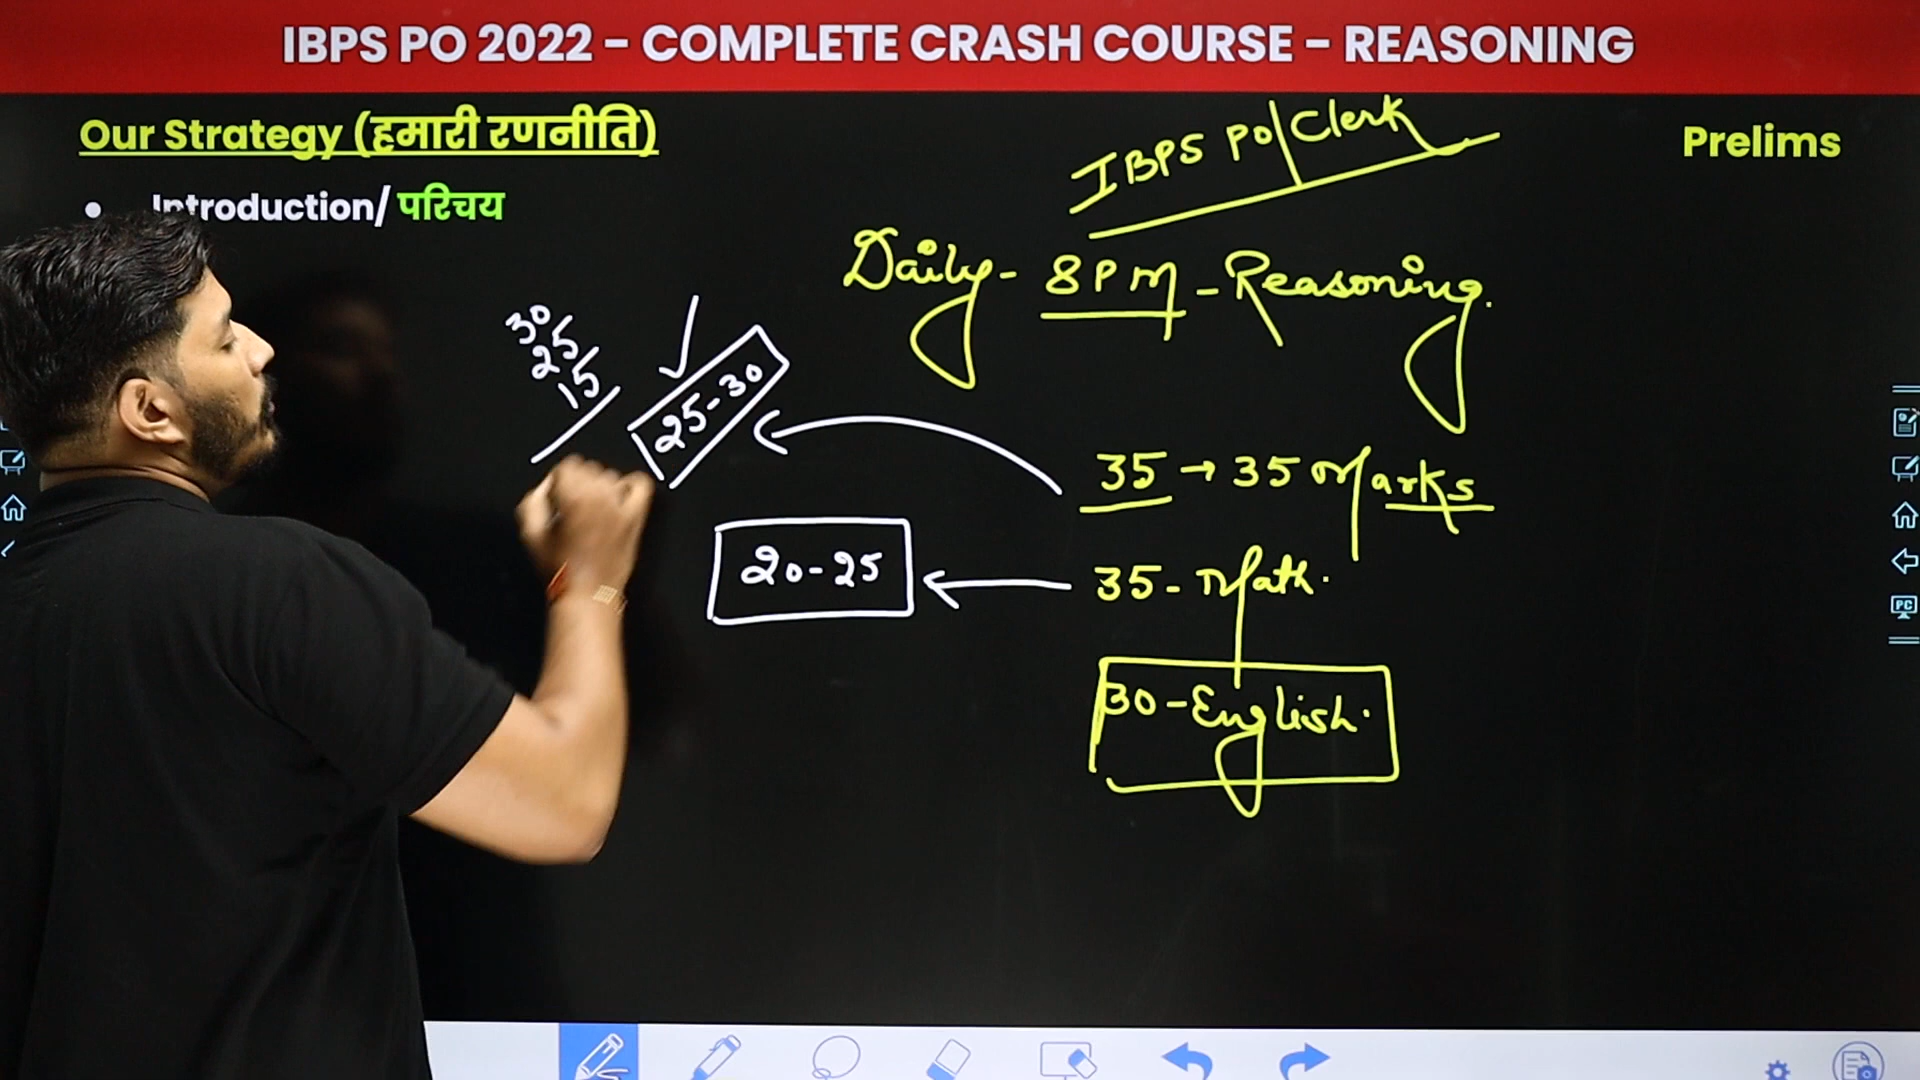 IBPS PO 2022 - COMPLETE CRASH COURSE - REASONING
Our Strategy (हमारी रणनीति)
IBPS PO/Clerk
Prelims
Introduction/ परिचय
Daily - 8PM - Reasoning.
30
25
15
25-30
35 → 35 Marks
20-25
35 - Math.
30 - English.
PC